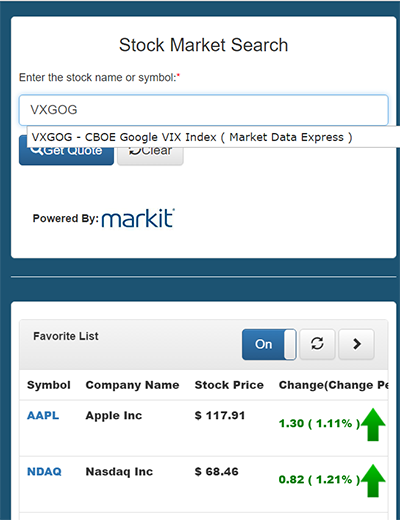 Stock Market Search
Enter the stock name or symbol:*
VXGOG
VXGOG - CBOE Google VIX Index ( Market Data Express )
Get Quote Clear
Powered By: markit
Favorite List On
Symbol Company Name Stock Price Change(Change Pe
AAPL Apple Inc $ 117.91 1.30 ( 1.11% )
NDAQ Nasdaq Inc $ 68.46 0.82 ( 1.21% )